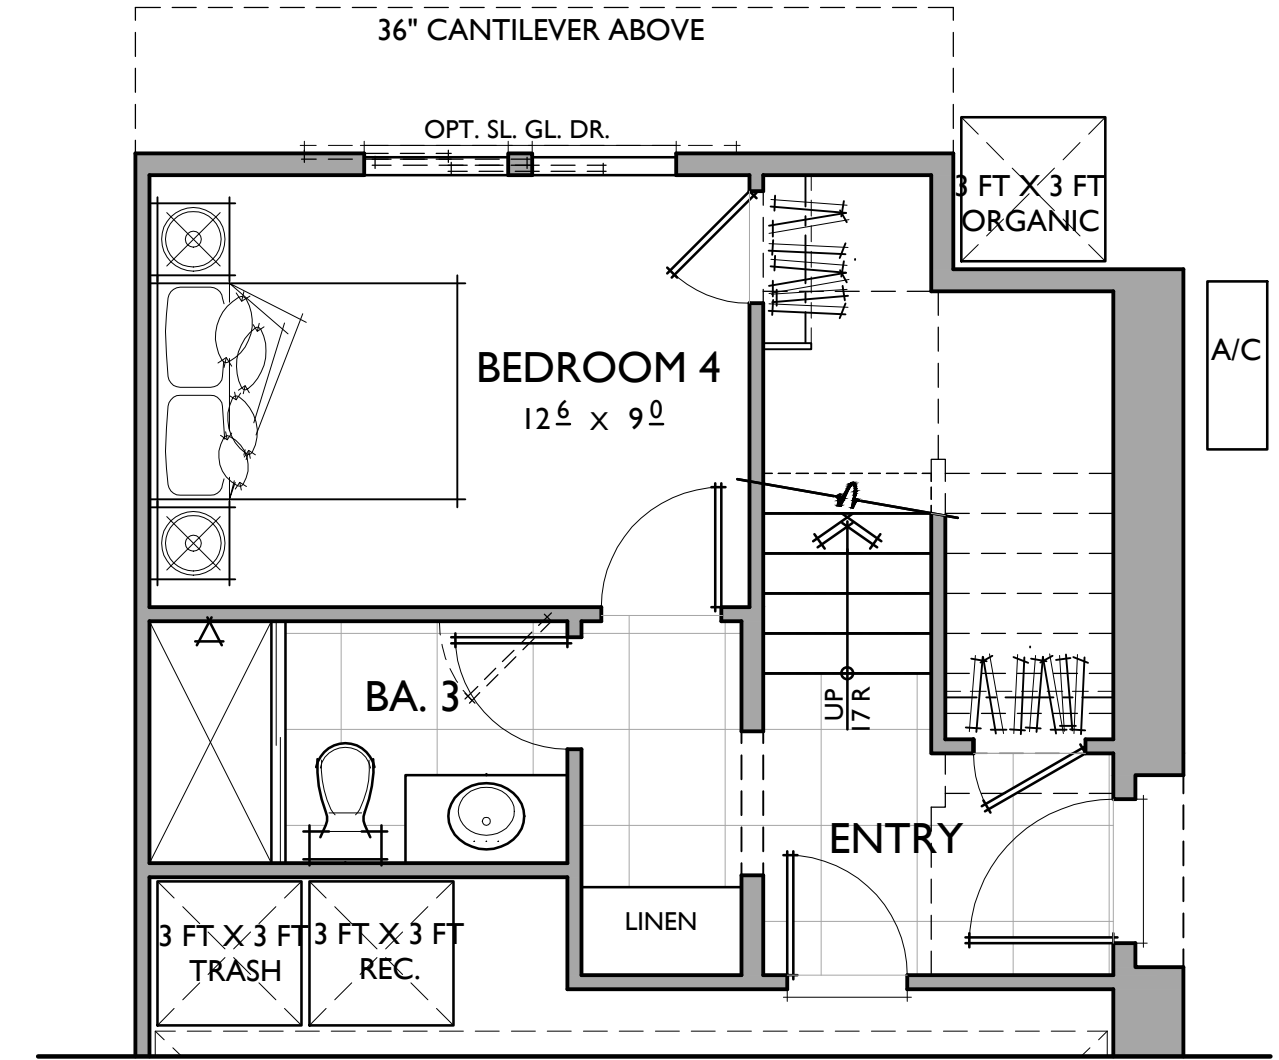 36" CANTILEVER ABOVE
OPT. SL. GL. DR.
3 FT X 3 FT
ORGANIC
A/C
BEDROOM 4
12 6 X 9 0
BA. 3
UP
17 R
ENTRY
LINEN
3 FT X 3 FT
TRASH
3 FT X 3 FT
REC.